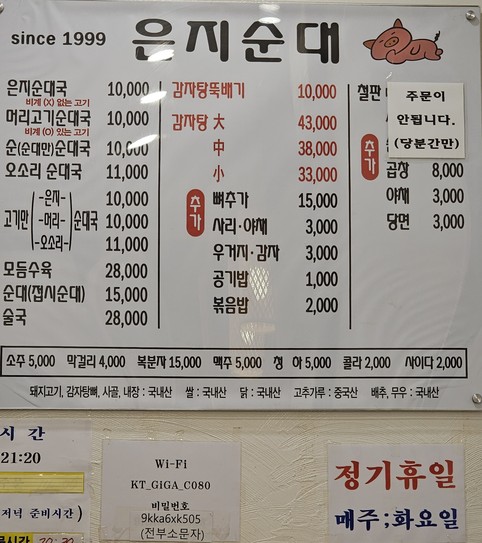 since 1999 은지순대
은지순대국 10,000
비계 (X) 없는 고기
머리고기순대국 10,000
비계 (O) 있는 고기
순(순대만)순대국 10,000
오소리 순대국 11,000
고기만 순대국
-은지- 10,000
-머리- 10,000
-오소리- 11,000
모듬수육 28,000
순대(접시순대) 15,000
술국 28,000
감자탕뚝배기 10,000
감자탕 大 43,000
中 38,000
小 33,000
추가
뼈추가 15,000
사리·야채 3,000
우거지·감자 3,000
공기밥 1,000
볶음밥 2,000
철판
주문이
안됩니다.
(당분간만)
추가
곱창 8,000
야채 3,000
당면 3,000
소주 5,000 막걸리 4,000 복분자 15,000 맥주 5,000 청 하 5,000 콜라 2,000 사이다 2,000
돼지고기, 감자탕뼈, 사골, 내장 : 국내산 쌀 : 국내산 닭 : 국내산 고추가루 : 중국산 배추, 무우 : 국내산
시 간
21:20
저녁 준비시간 )
시간 20:30
Wi-Fi
KT_GIGA_C080
비밀번호
9kka6xk505
(전부소문자)
정기휴일
매주;화요일